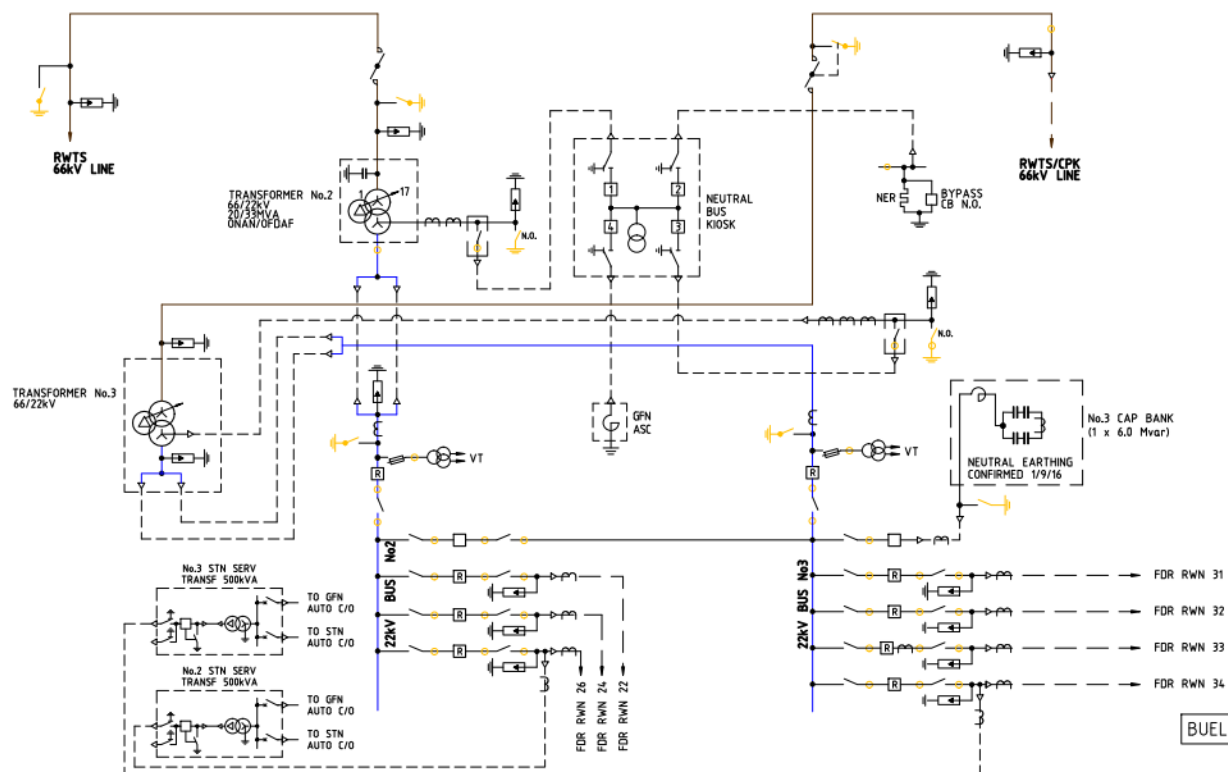 RWTS
66kV LINE
TRANSFORMER No.2
66/22kV
20/33MVA
ONAN/OFDAF
1
17
N.O.
1
2
4
3
NEUTRAL
BUS
KIOSK
NER
BYPASS
CB N.O.
RWTS/CPK
66kV LINE
N.O.
TRANSFORMER No.3
66/22kV
GFN
ASC
No.3 CAP BANK
(1 x 6.0 Mvar)
NEUTRAL EARTHING
CONFIRMED 1/9/16
VT
VT
R
R
22kV BUS No2
22kV BUS No3
R
R
R
R
R
R
R
FDR RWN 31
FDR RWN 32
FDR RWN 33
FDR RWN 34
FDR RWN 26
FDR RWN 24
FDR RWN 22
No.3 STN SERV
TRANSF 500kVA
TO GFN
AUTO C/O
TO STN
AUTO C/O
No.2 STN SERV
TRANSF 500kVA
TO GFN
AUTO C/O
TO STN
AUTO C/O
BUEL